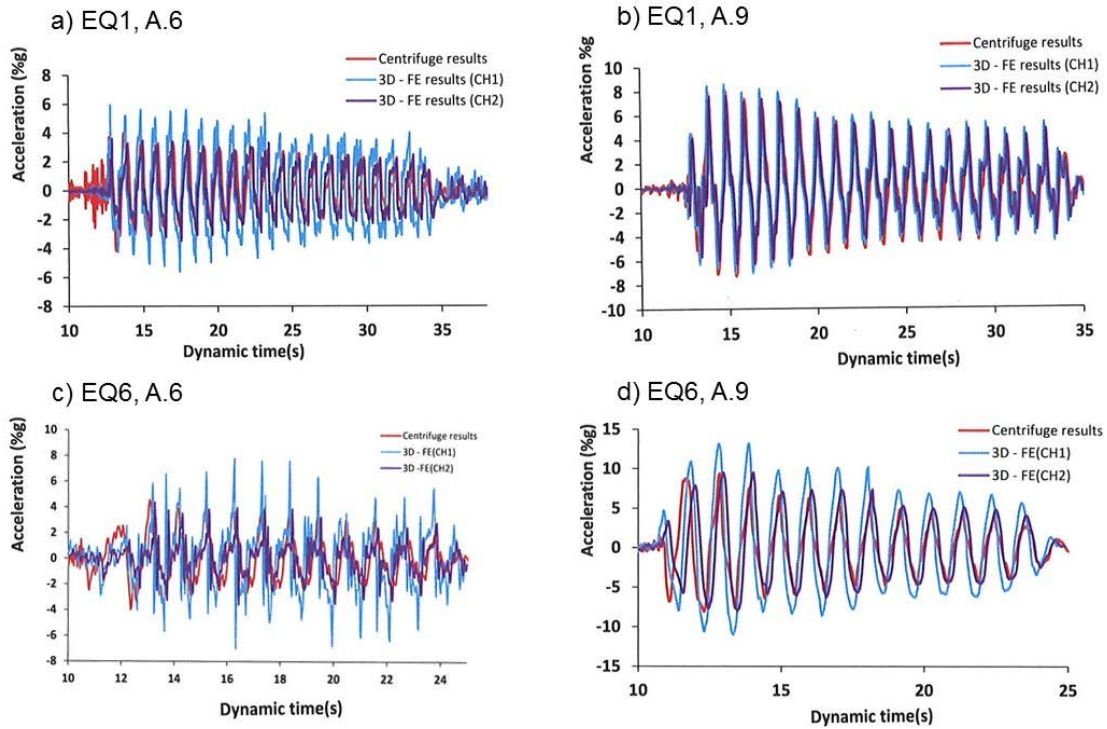 a) EQ1, A.6
Centrifuge results
3D - FE results (CH1)
3D - FE results (CH2)
Acceleration (%g)
8
6
4
2
0
-2
-4
-6
-8
10 15 20 25 30 35
Dynamic time(s)
b) EQ1, A.9
Centrifuge results
3D - FE results (CH1)
3D - FE results (CH2)
Acceleration %g
10
8
6
4
2
0
-2
-4
-6
-8
-10
10 15 20 25 30 35
Dynamic time(s)
c) EQ6, A.6
Centrifuge results
3D - FE(CH1)
3D -FE(CH2)
Acceleration (%g)
10
8
6
4
2
0
-2
-4
-6
-8
10 12 14 16 18 20 22 24
Dynamic time(s)
d) EQ6, A.9
Centrifuge results
3D - FE(CH1)
3D - FE(CH2)
Acceleration (%g)
15
10
5
0
-5
-10
-15
10 15 20 25
Dynamic time(s)